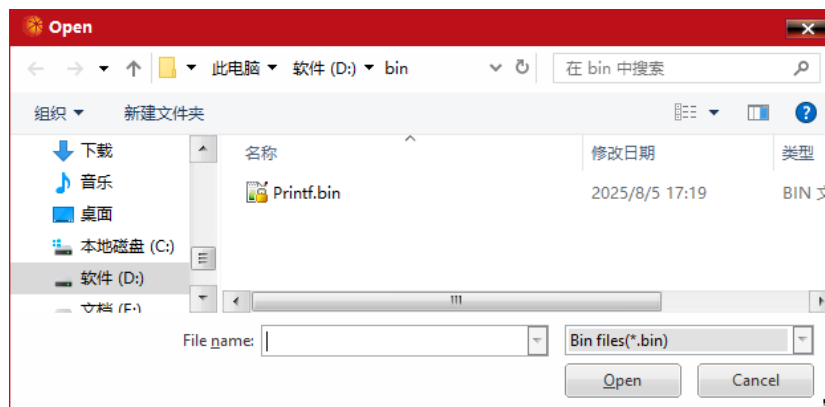 Open
此电脑 软件 (D:) bin
在 bin 中搜索
组织 新建文件夹
名称 修改日期 类型
下载
音乐
桌面
本地磁盘 (C:)
软件 (D:)
文档 (E:)
Printf.bin 2025/8/5 17:19 BIN
File name: Bin files(*.bin)
Open Cancel